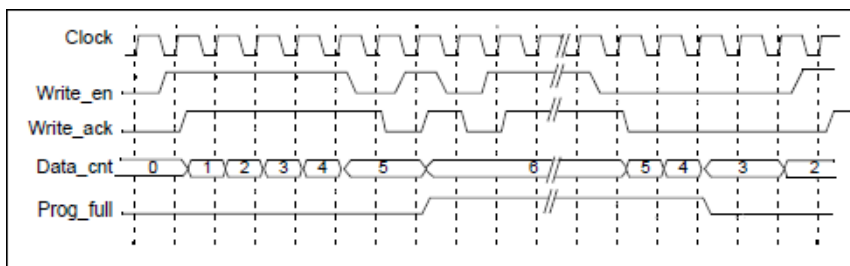 Clock
Write_en
Write_ack
Data_cnt 0 1 2 3 4 5 6 5 4 3 2
Prog_full